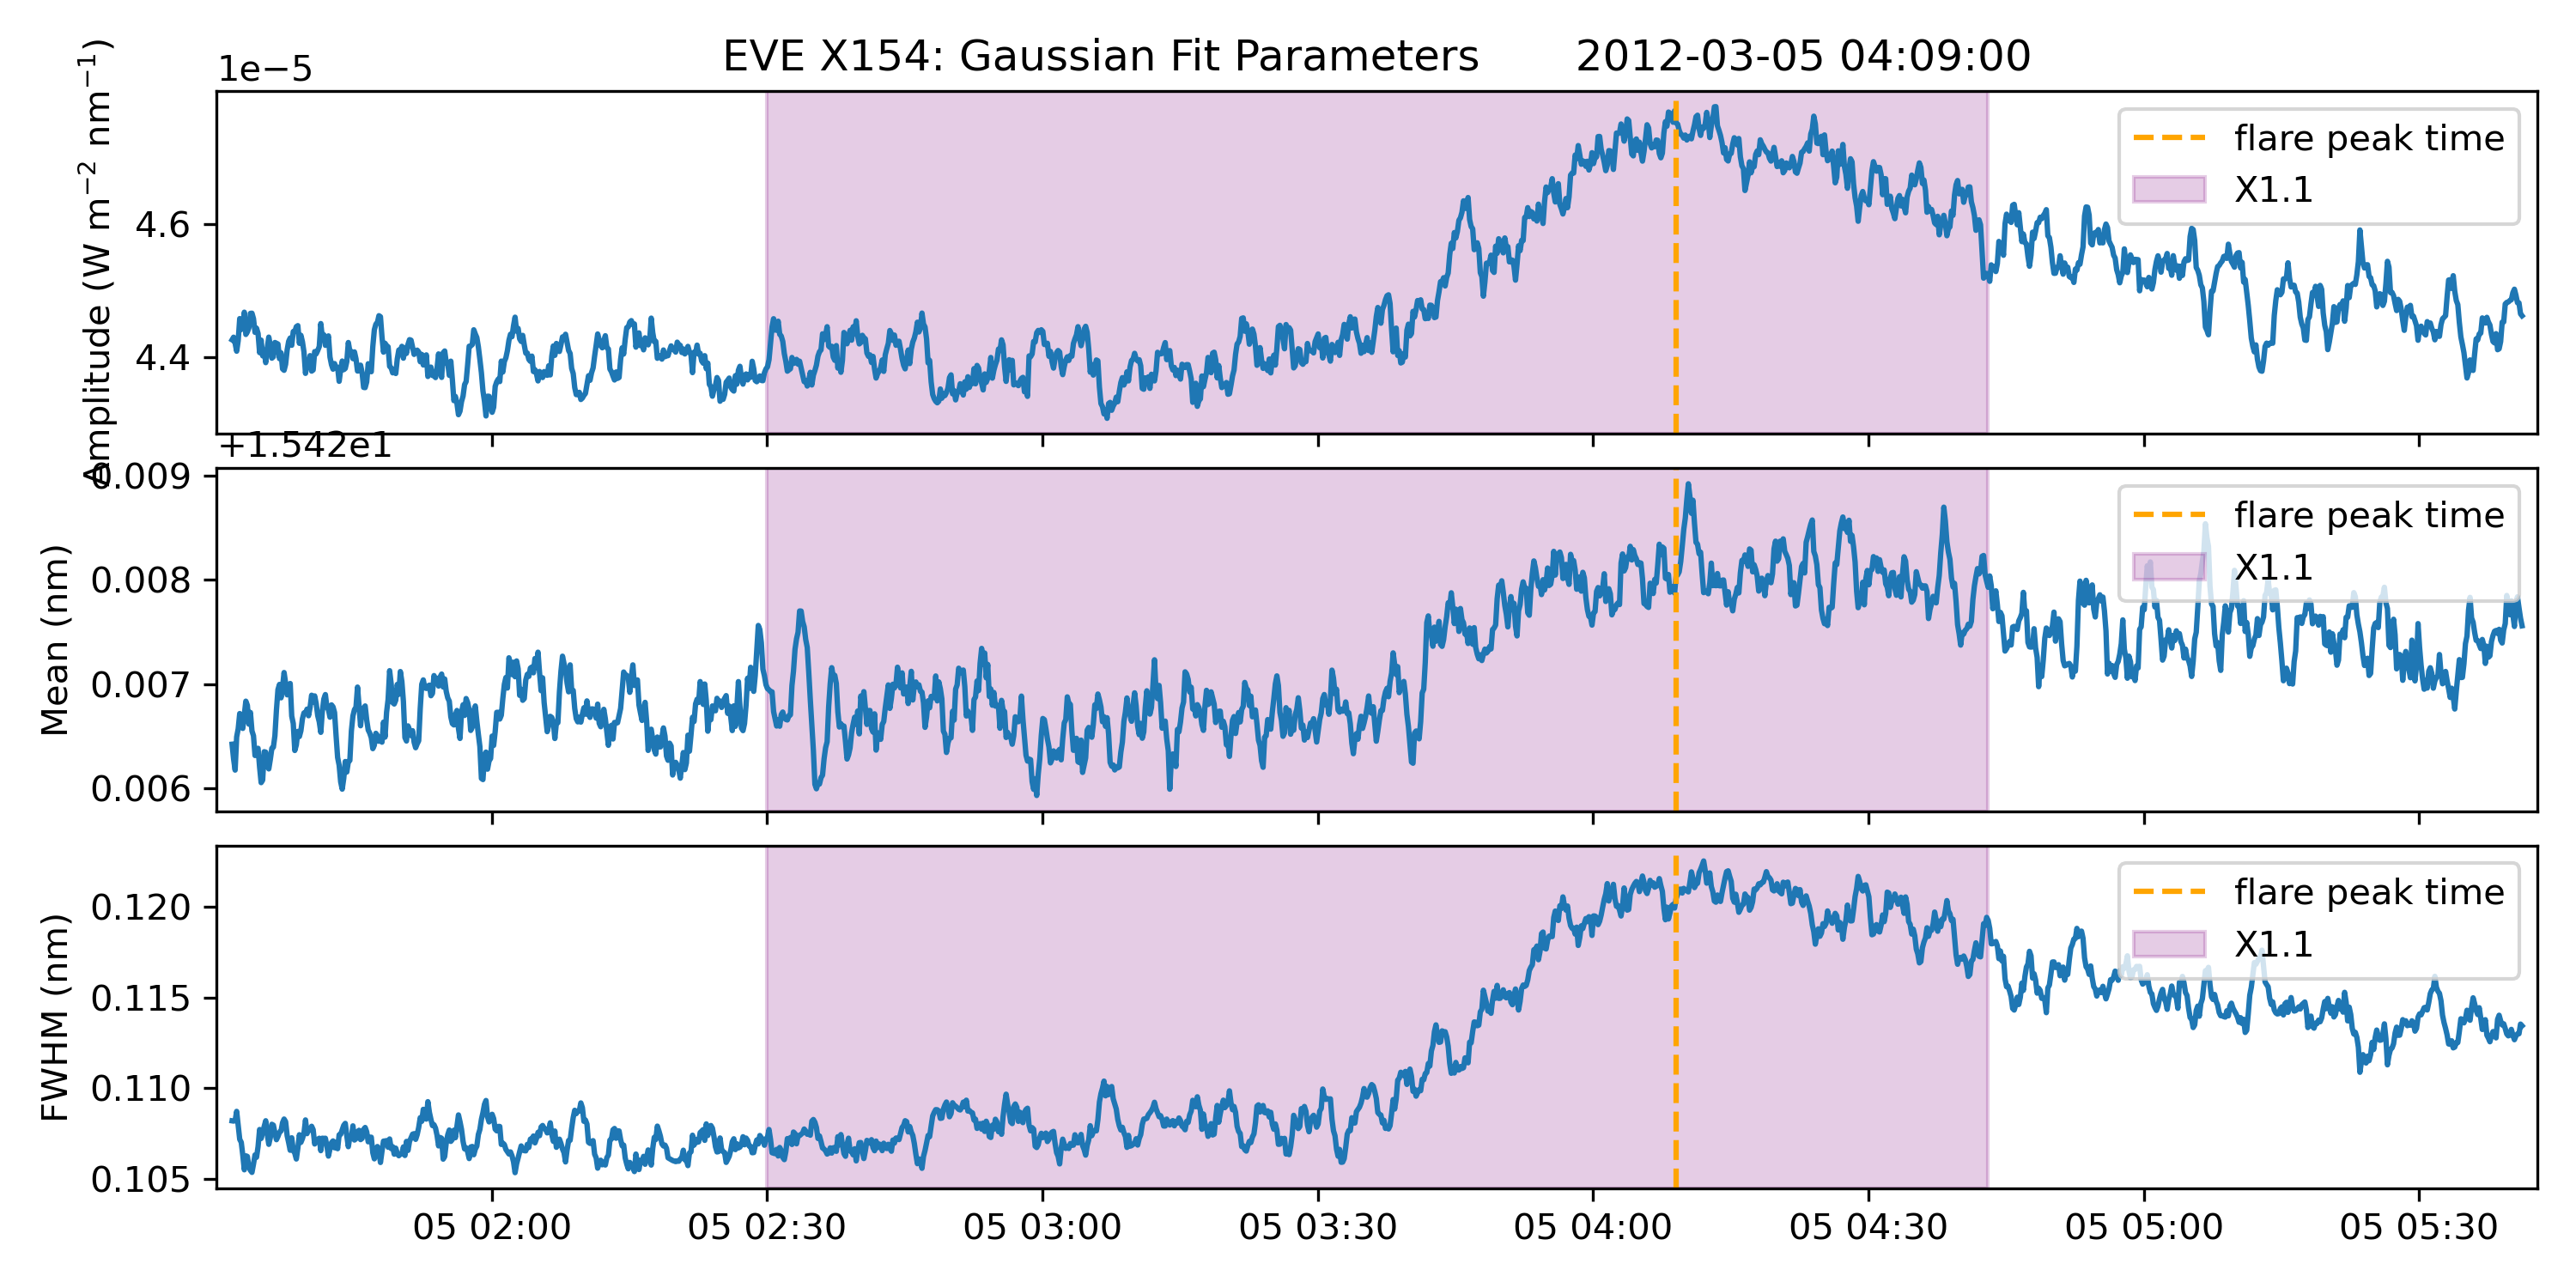 EVE X154: Gaussian Fit Parameters 2012-03-05 04:09:00
1e−5
Amplitude (W m⁻² nm⁻¹)
4.6
4.4
flare peak time
X1.1
+1.542e1
Mean (nm)
0.009
0.008
0.007
0.006
flare peak time
X1.1
FWHM (nm)
0.120
0.115
0.110
0.105
flare peak time
X1.1
05 02:00 05 02:30 05 03:00 05 03:30 05 04:00 05 04:30 05 05:00 05 05:30